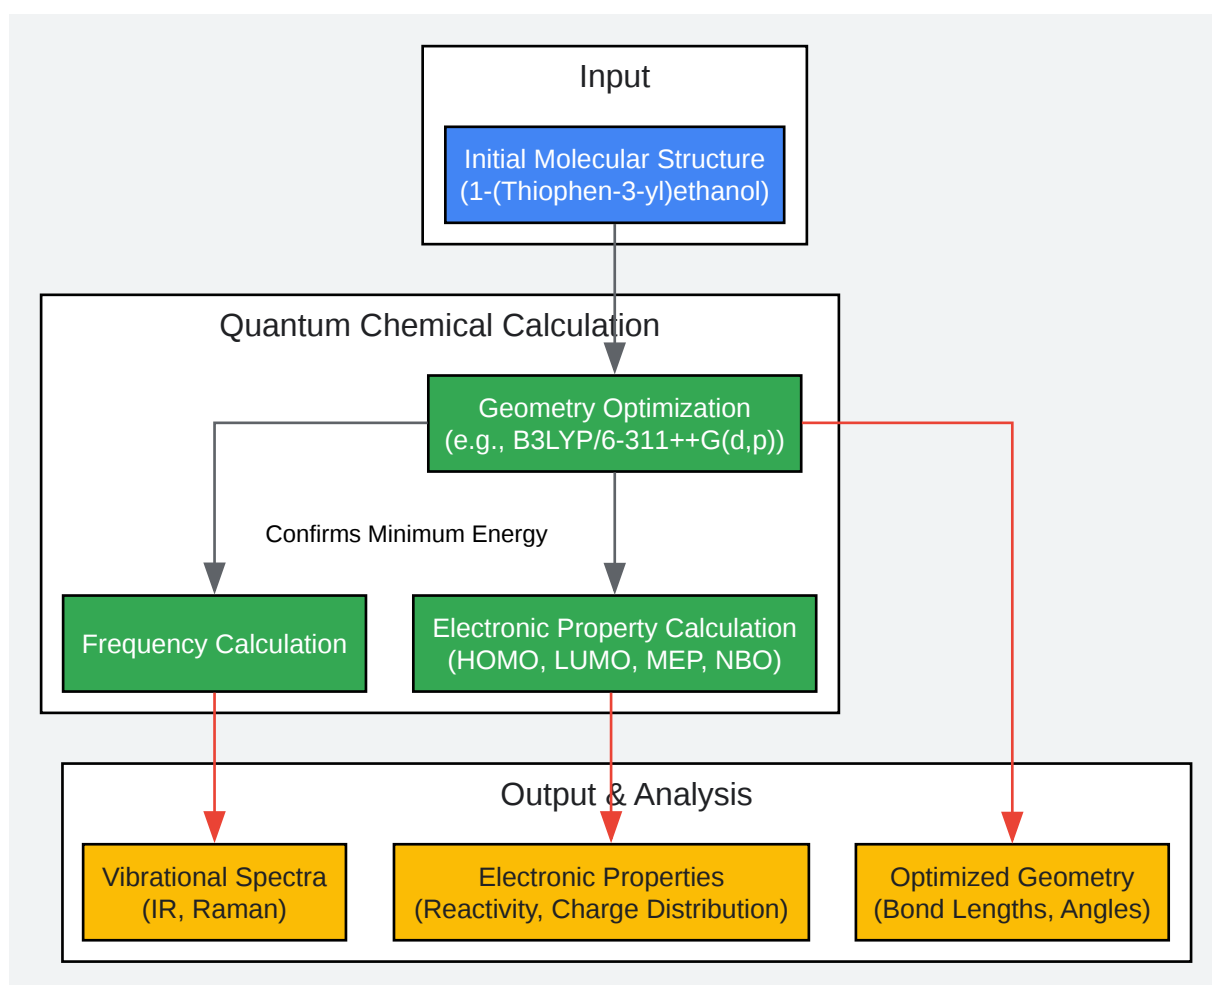 Input
Initial Molecular Structure
(1-(Thiophen-3-yl)ethanol)
Quantum Chemical Calculation
Geometry Optimization
(e.g., B3LYP/6-311++G(d,p))
Confirms Minimum Energy
Frequency Calculation
Electronic Property Calculation
(HOMO, LUMO, MEP, NBO)
Output & Analysis
Vibrational Spectra
(IR, Raman)
Electronic Properties
(Reactivity, Charge Distribution)
Optimized Geometry
(Bond Lengths, Angles)